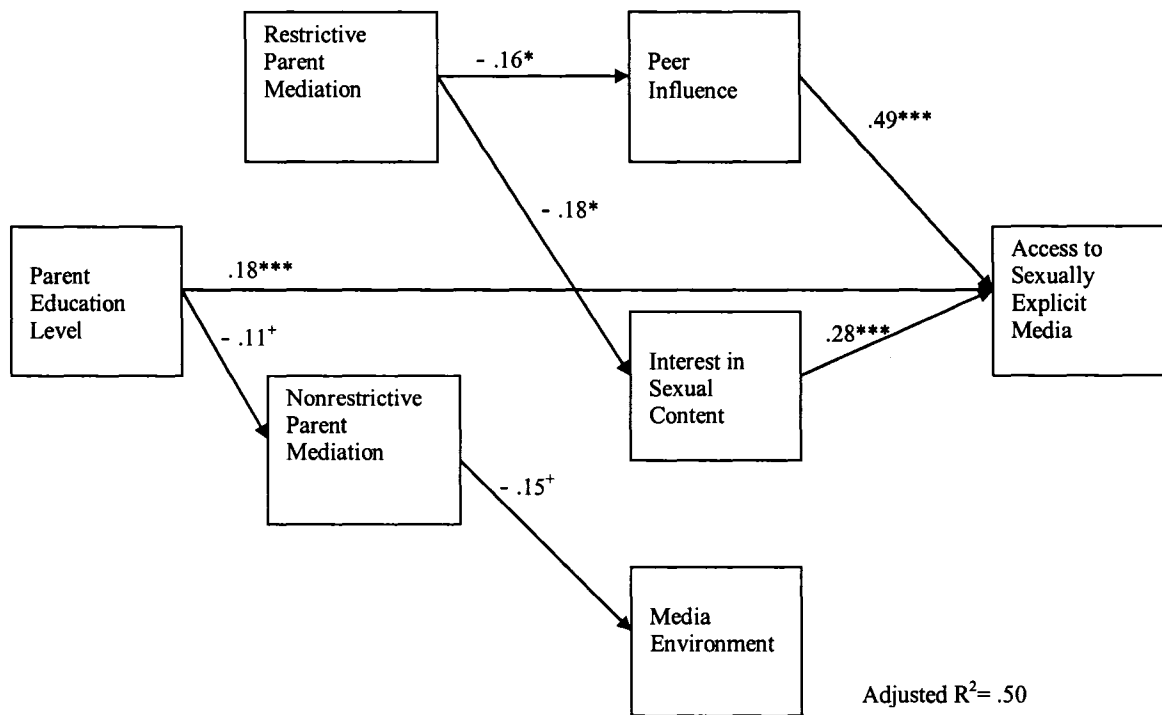 Restrictive
Parent
Mediation
- .16*
Peer
Influence
.49***
- .18*
Parent
Education
Level
.18***
Access to
Sexually
Explicit
Media
- .11⁺
Interest in
Sexual
Content
.28***
Nonrestrictive
Parent
Mediation
- .15⁺
Media
Environment
Adjusted R²= .50